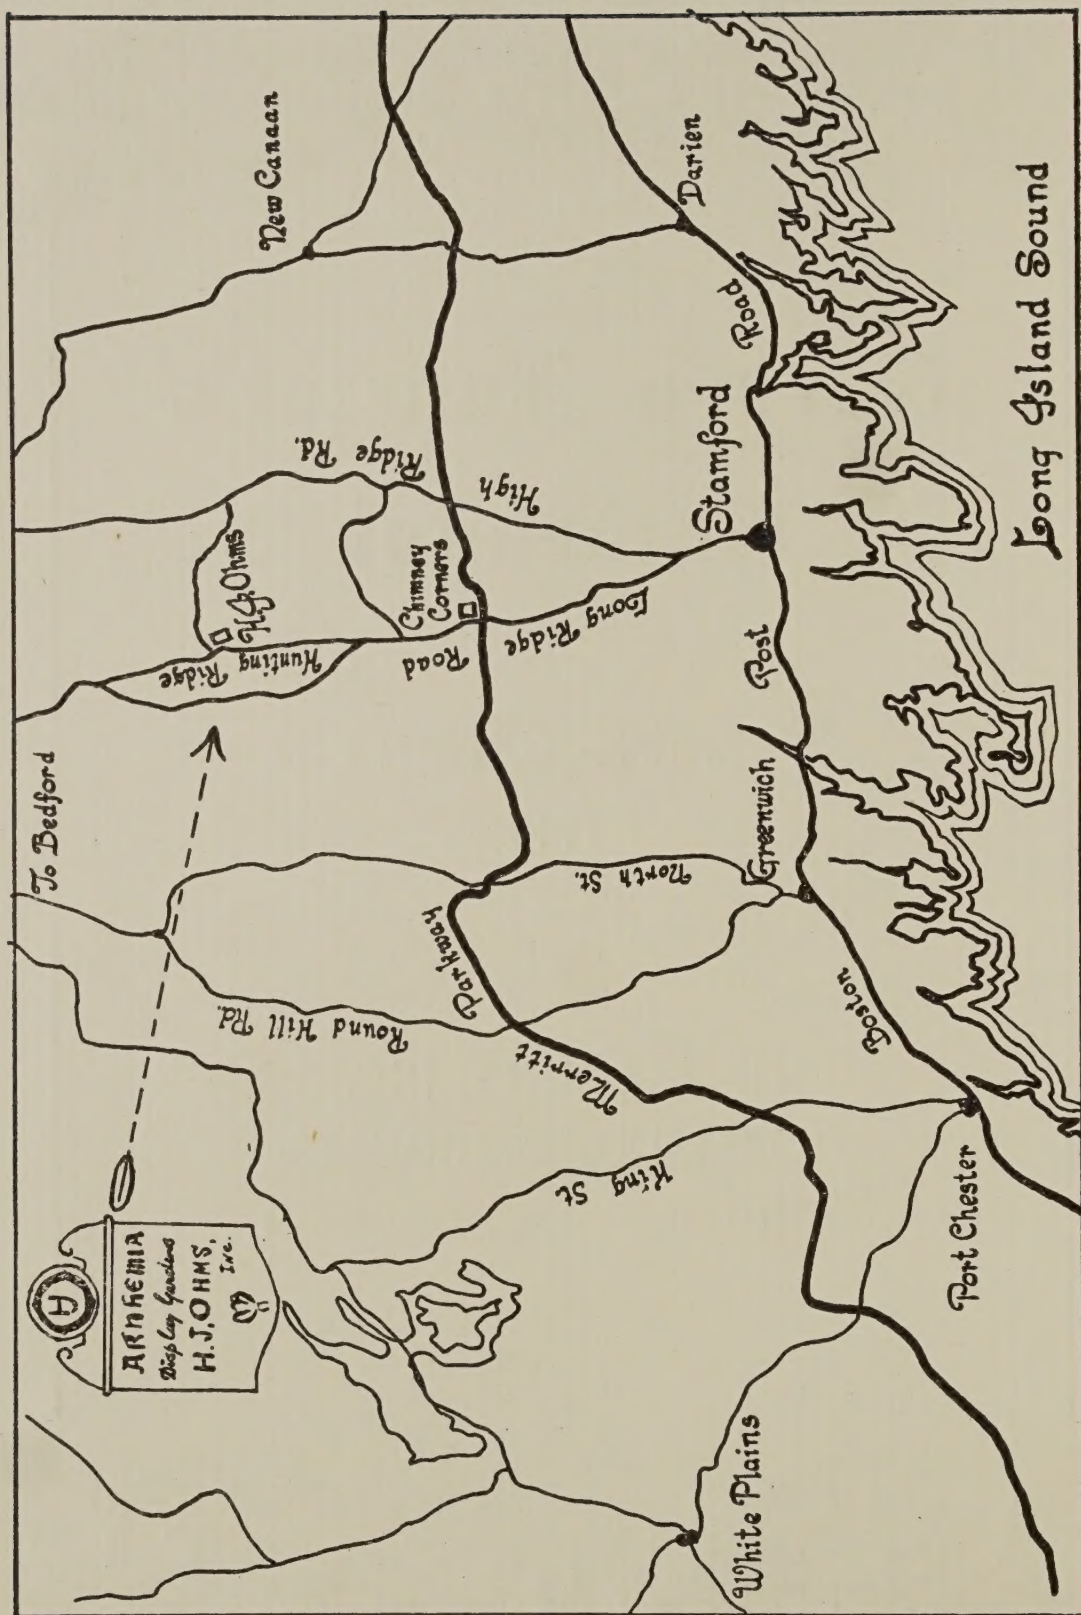 A
ARNHEMIA
Display Gardens
H.J. OHMS,
Inc.
To Bedford
New Canaan
H.J. Ohms
Hunting
Ridge
Chimney
Corners
High
Ridge
Rd.
Long
Ridge
Road
Round Hill
Rd.
North
St.
King
St.
Merritt
Parkway
Darien
Stamford
Greenwich
Port Chester
White Plains
Boston
Post
Road
Long Island Sound